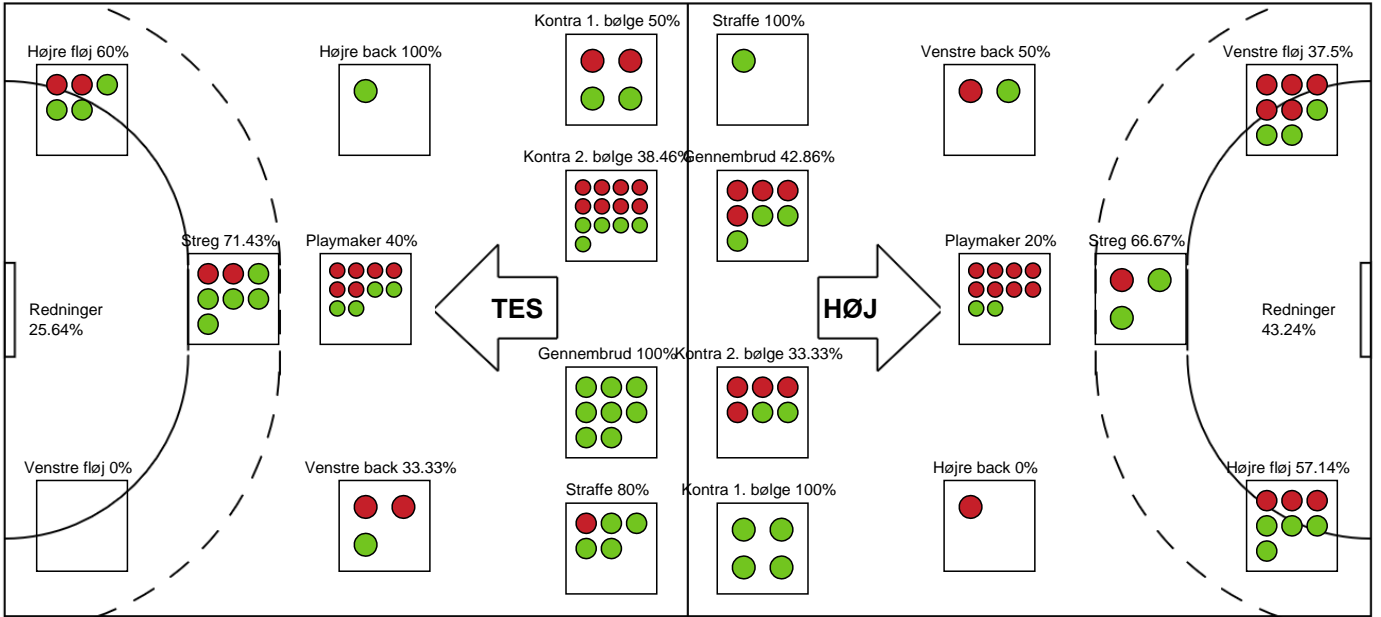 Kontra 1. bølge 50%
Straffe 100%
Højre fløj 60%
Højre back 100%
Venstre back 50%
Venstre fløj 37.5%
Kontra 2. bølge 38.46%
Gennembrud 42.86%
Streg 71.43%
Playmaker 40%
Playmaker 20%
Streg 66.67%
Redninger
25.64%
TES
HØJ
Redninger
43.24%
Gennembrud 100%
Kontra 2. bølge 33.33%
Venstre fløj 0%
Venstre back 33.33%
Højre back 0%
Højre fløj 57.14%
Straffe 80%
Kontra 1. bølge 100%